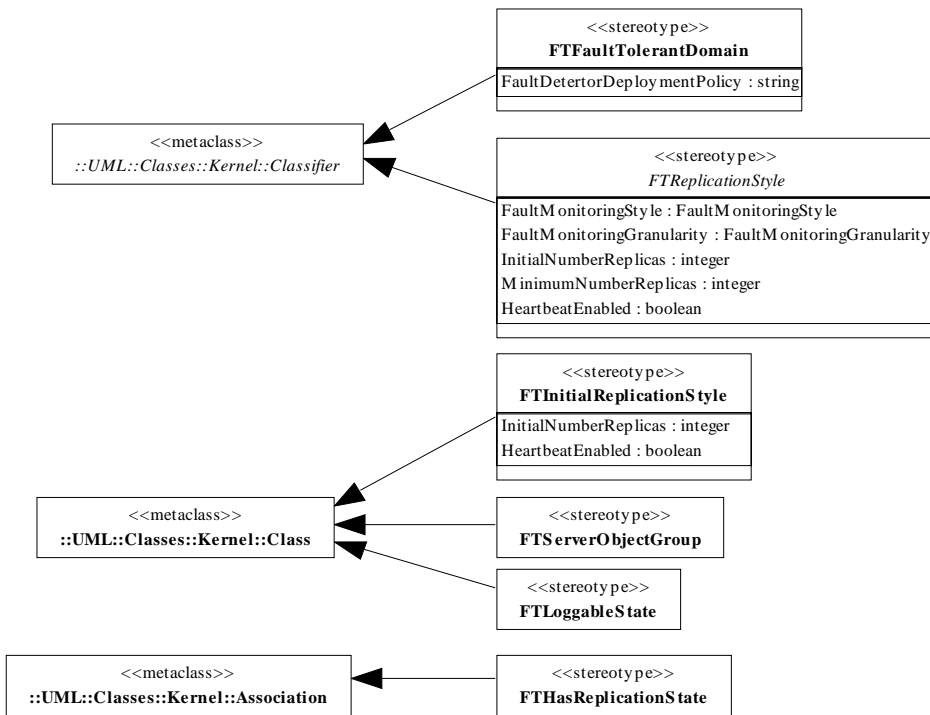 <<stereotype>>
FTFaultTolerantDomain
FaultDetertorDeploymentPolicy : string
<<metaclass>>
::UML::Classes::Kernel::Classifier
<<stereotype>>
FTReplicationStyle
FaultMonitoringStyle : FaultMonitoringStyle
FaultMonitoringGranularity : FaultMonitoringGranularity
InitialNumberReplicas : integer
MinimumNumberReplicas : integer
HeartbeatEnabled : boolean
<<stereotype>>
FTInitialReplicationStyle
InitialNumberReplicas : integer
HeartbeatEnabled : boolean
<<metaclass>>
::UML::Classes::Kernel::Class
<<stereotype>>
FTServerObjectGroup
<<stereotype>>
FTLoggableState
<<metaclass>>
::UML::Classes::Kernel::Association
<<stereotype>>
FTHasReplicationState